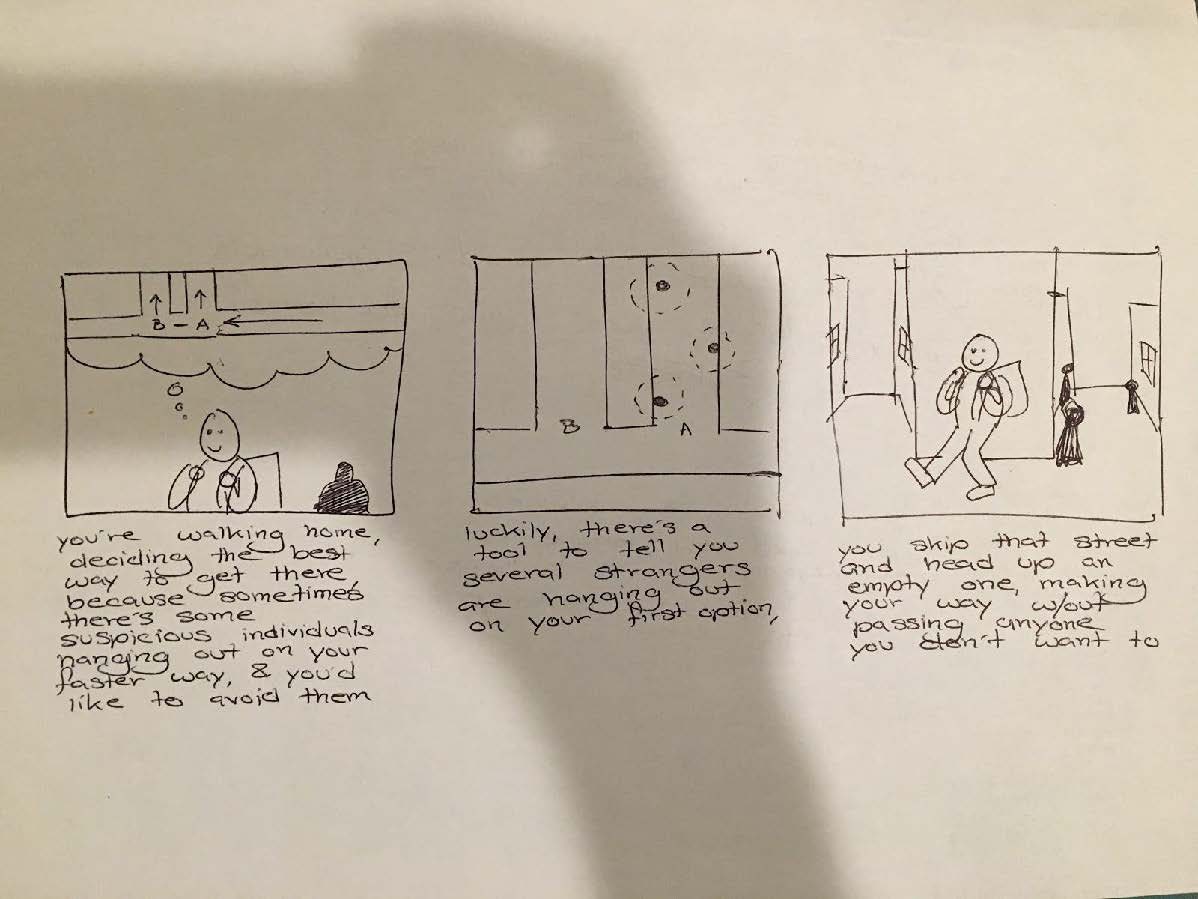 B - A
you're walking home,
deciding the best
way to get there,
because sometimes
there's some
suspicious individuals
hanging out on your
faster way, & you'd
like to avoid them
B A
luckily, there's a
tool to tell you
several strangers
are hanging out
on your first option,
you skip that street
and head up an
empty one, making
your way w/out
passing anyone
you don't want to